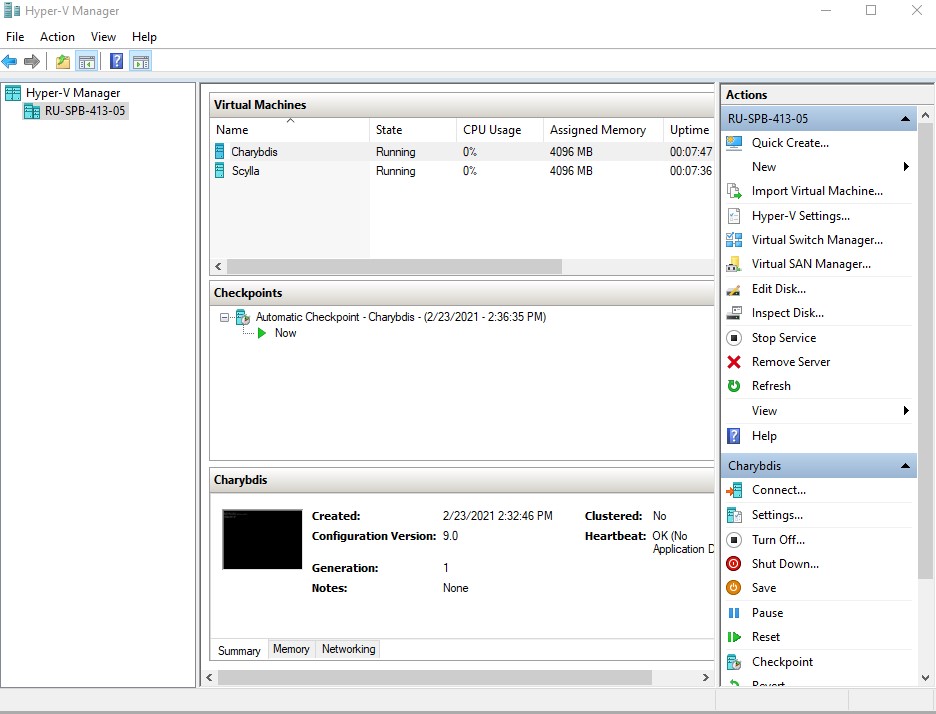 Hyper-V Manager
File Action View Help
Hyper-V Manager
RU-SPB-413-05
Virtual Machines
Name State CPU Usage Assigned Memory Uptime
Charybdis Running 0% 4096 MB 00:07:47
Scylla Running 0% 4096 MB 00:07:36
Checkpoints
Automatic Checkpoint - Charybdis - (2/23/2021 - 2:36:35 PM)
Now
Charybdis
Created: 2/23/2021 2:32:46 PM Clustered: No
Configuration Version: 9.0 Heartbeat: OK (No
Application D
Generation: 1
Notes: None
Summary Memory Networking
Actions
RU-SPB-413-05
Quick Create...
New
Import Virtual Machine...
Hyper-V Settings...
Virtual Switch Manager...
Virtual SAN Manager...
Edit Disk...
Inspect Disk...
Stop Service
Remove Server
Refresh
View
Help
Charybdis
Connect...
Settings...
Turn Off...
Shut Down...
Save
Pause
Reset
Checkpoint
Revert